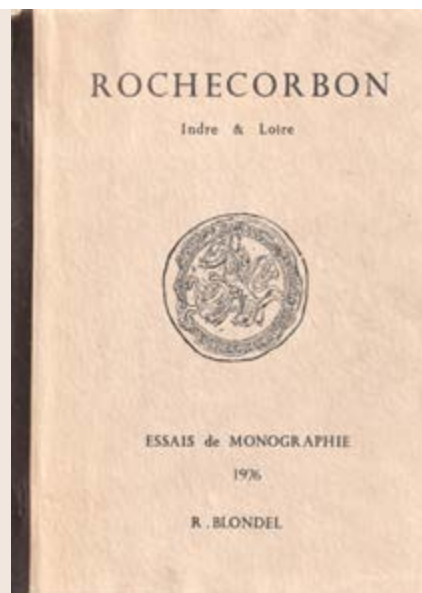 ROCHECORBON
Indre & Loire
ESSAIS de MONOGRAPHIE
1976
R. BLONDEL